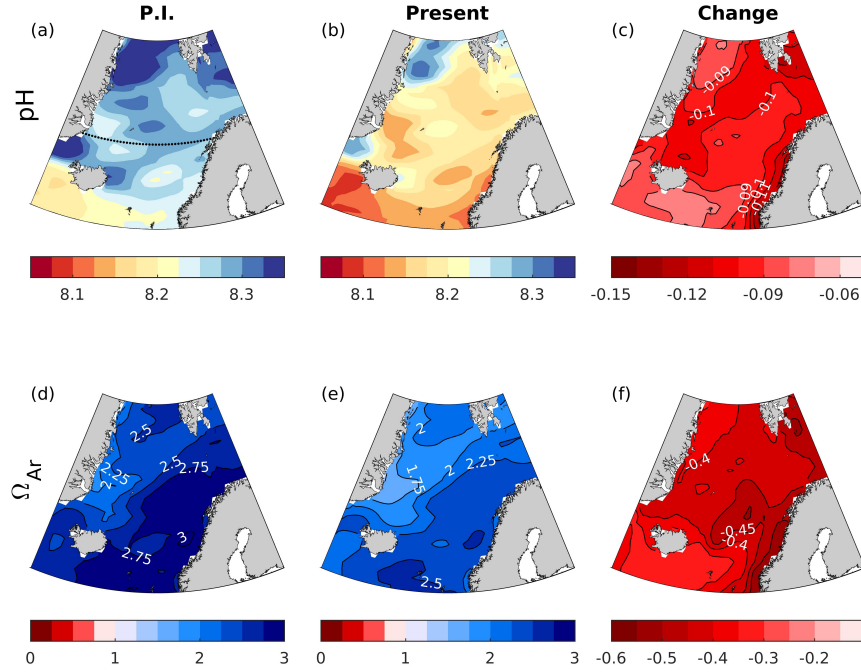 P.I.
Present
Change
(a)
(b)
(c)
pH
-0.09
-0.1
-0.1
-0.09
-0.1
-0.11
8.1 8.2 8.3
8.1 8.2 8.3
-0.15 -0.12 -0.09 -0.06
(d)
(e)
(f)
Ω Ar
2.5
2.5
2.75
2.25
2
2.75
3
2
2
2.25
1.75
2.5
-0.4
-0.45
-0.4
0 1 2 3
0 1 2 3
-0.6 -0.5 -0.4 -0.3 -0.2